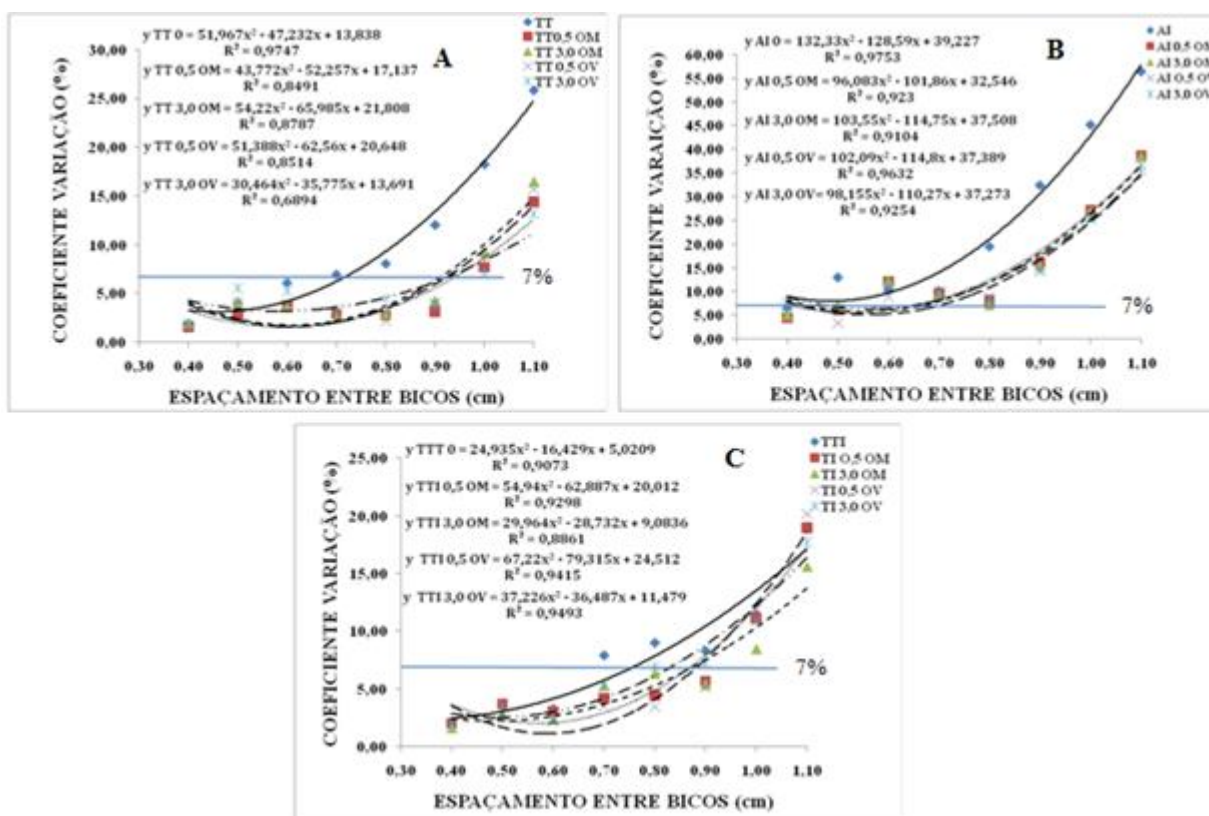 A
COEFICIENTE VARIAÇÃO (%)
30,00
25,00
20,00
15,00
10,00
5,00
0,00
y TT 0 = 51,967x² - 47,232x + 13,838
R² = 0,9747
y TT 0,5 OM = 43,772x² - 52,257x + 17,137
R² = 0,8491
y TT 3,0 OM = 54,22x² - 65,985x + 21,808
R² = 0,8787
y TT 0,5 OV = 51,388x² - 62,56x + 20,648
R² = 0,8514
y TT 3,0 OV = 30,464x² - 35,775x + 13,691
R² = 0,6894
TT
TT0,5 OM
TT 3,0 OM
TT 0,5 OV
TT 3,0 OV
7%
0,30 0,40 0,50 0,60 0,70 0,80 0,90 1,00 1,10
ESPAÇAMENTO ENTRE BICOS (cm)
B
COEFICEINTE VARAIÇÃO (%)
60,00
55,00
50,00
45,00
40,00
35,00
30,00
25,00
20,00
15,00
10,00
5,00
0,00
y AI 0 = 132,33x² - 128,59x + 39,227
R² = 0,9753
y AI 0,5 OM = 96,083x² - 101,86x + 32,546
R² = 0,923
y AI 3,0 OM = 103,55x² - 114,75x + 37,508
R² = 0,9104
y AI 0,5 OV = 102,09x² - 114,8x + 37,389
R² = 0,9632
y AI 3,0 OV = 98,155x² - 110,27x + 37,273
R² = 0,9254
AI
AI 0,5 OM
AI 3,0 OM
AI 0,5 OV
AI 3,0 OV
7%
0,30 0,40 0,50 0,60 0,70 0,80 0,90 1,00 1,10
ESPAÇAMENTO ENTRE BICOS (cm)
C
COEFICIENTE VARIAÇÃO (%)
25,00
20,00
15,00
10,00
5,00
0,00
y TTT 0 = 24,935x² - 16,429x + 5,0209
R² = 0,9073
y TTI 0,5 OM = 54,94x² - 62,887x + 20,012
R² = 0,9298
y TTI 3,0 OM = 29,964x² - 28,732x + 9,0836
R² = 0,8861
y TTI 0,5 OV = 67,22x² - 79,315x + 24,512
R² = 0,9415
y TTI 3,0 OV = 37,226x² - 36,487x + 11,479
R² = 0,9493
TTI
TI 0,5 OM
TI 3,0 OM
TI 0,5 OV
TI 3,0 OV
7%
0,30 0,40 0,50 0,60 0,70 0,80 0,90 1,00 1,10
ESPAÇAMENTO ENTRE BICOS (cm)